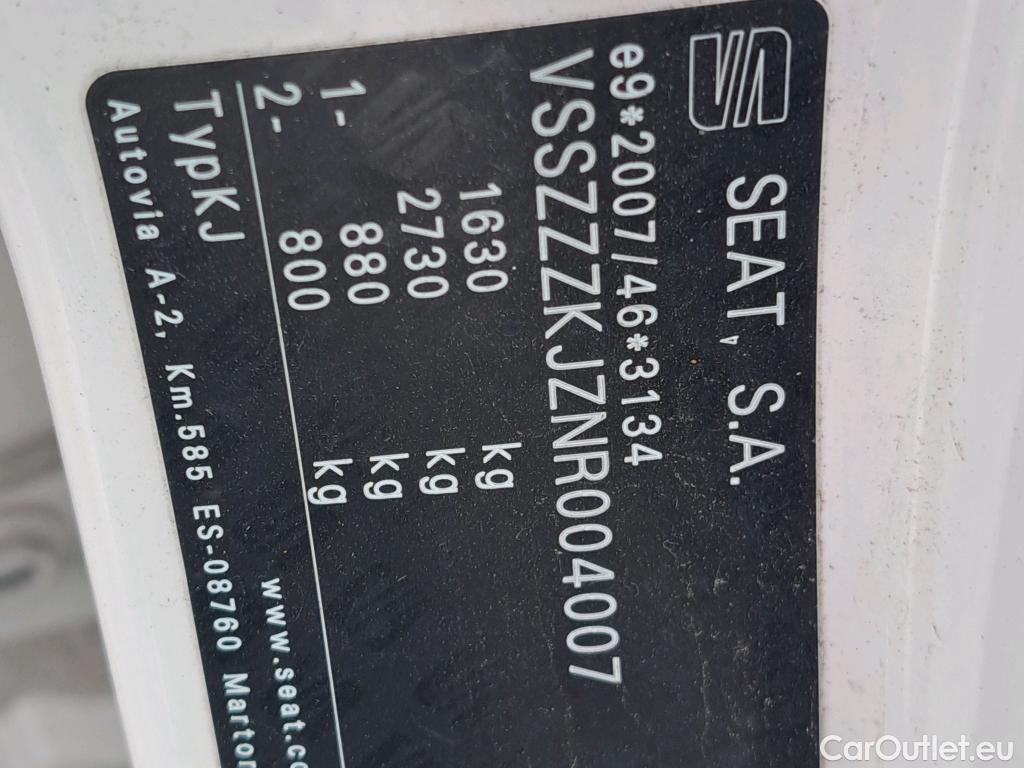 SEAT, S.A.
e9*2007/46*3134
VSSZZZKJZNR004007
1630 kg
2730 kg
1- 880 kg
2- 800 kg
TypKJ www.seat.co
Autovia A-2, Km.585 ES-08760 Martor
CarOutlet.eu